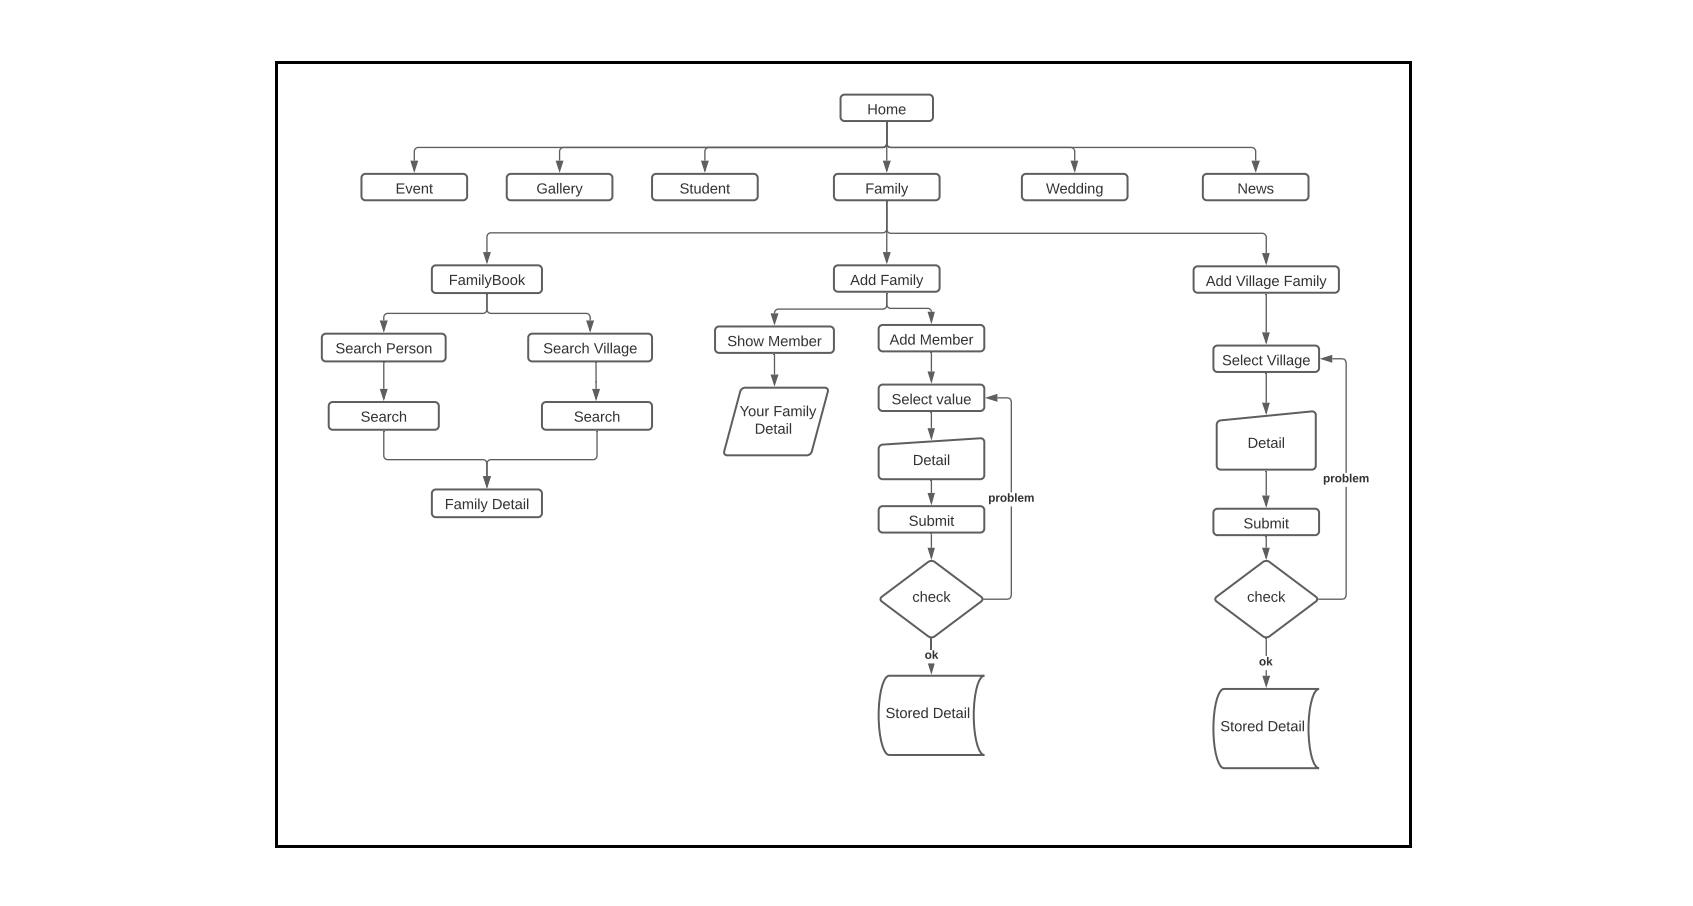 Home
Event
Gallery
Student
Family
Wedding
News
FamilyBook
Add Family
Add Village Family
Search Person
Search Village
Show Member
Add Member
Select Village
Search
Search
Your Family
Detail
Select value
Detail
Detail
problem
problem
Family Detail
Submit
Submit
check
check
ok
ok
Stored Detail
Stored Detail